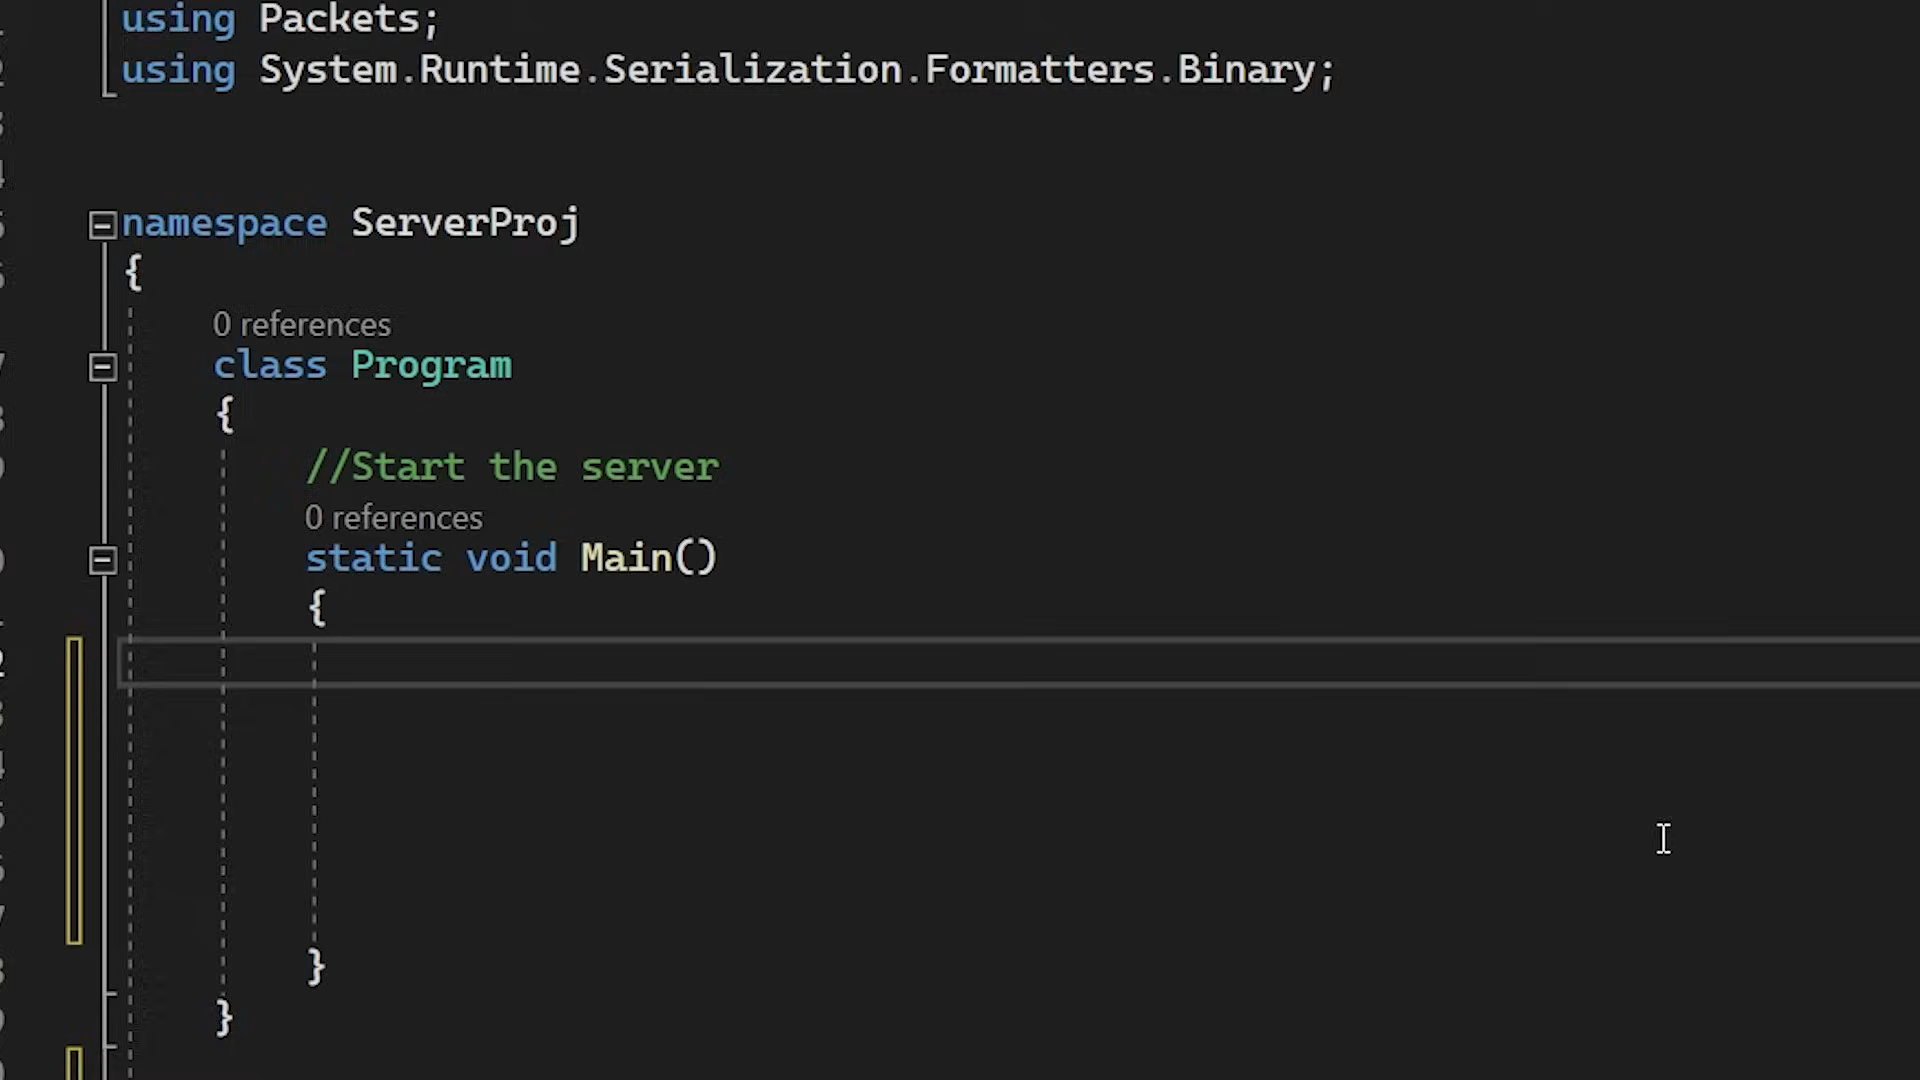 using Packets;
using System.Runtime.Serialization.Formatters.Binary;
namespace ServerProj
{
0 references
class Program
{
//Start the server
0 references
static void Main()
{
}
}